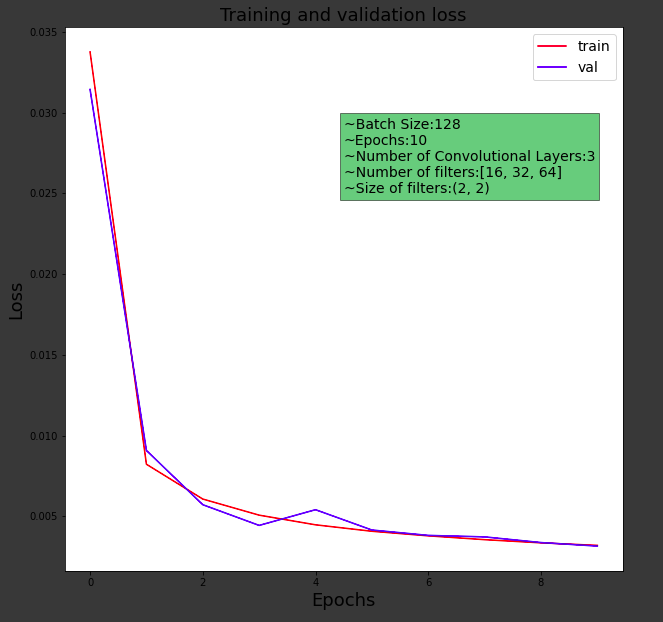 Training and validation loss
train
val
~Batch Size:128
~Epochs:10
~Number of Convolutional Layers:3
~Number of filters:[16, 32, 64]
~Size of filters:(2, 2)
0.035
0.030
0.025
0.020
0.015
0.010
0.005
Loss
0 2 4 6 8
Epochs